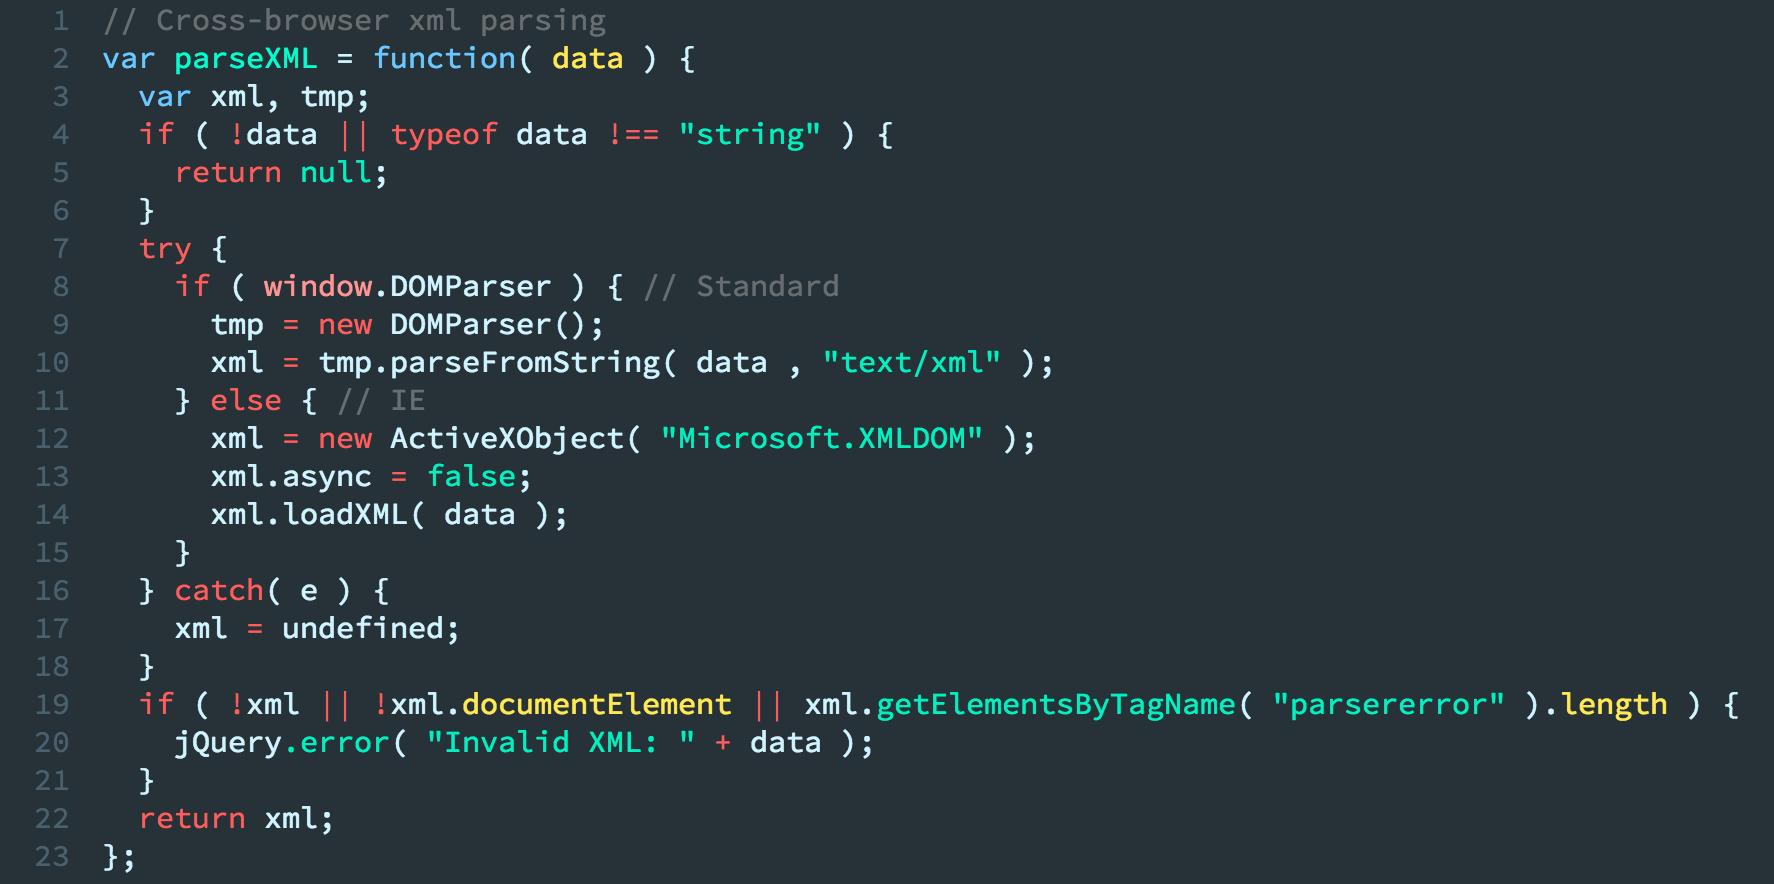 1 // Cross-browser xml parsing
2 var parseXML = function( data ) {
3   var xml, tmp;
4   if ( !data || typeof data !== "string" ) {
5     return null;
6   }
7   try {
8     if ( window.DOMParser ) { // Standard
9       tmp = new DOMParser();
10       xml = tmp.parseFromString( data , "text/xml" );
11     } else { // IE
12       xml = new ActiveXObject( "Microsoft.XMLDOM" );
13       xml.async = false;
14       xml.loadXML( data );
15     }
16   } catch( e ) {
17     xml = undefined;
18   }
19   if ( !xml || !xml.documentElement || xml.getElementsByTagName( "parsererror" ).length ) {
20     jQuery.error( "Invalid XML: " + data );
21   }
22   return xml;
23 };